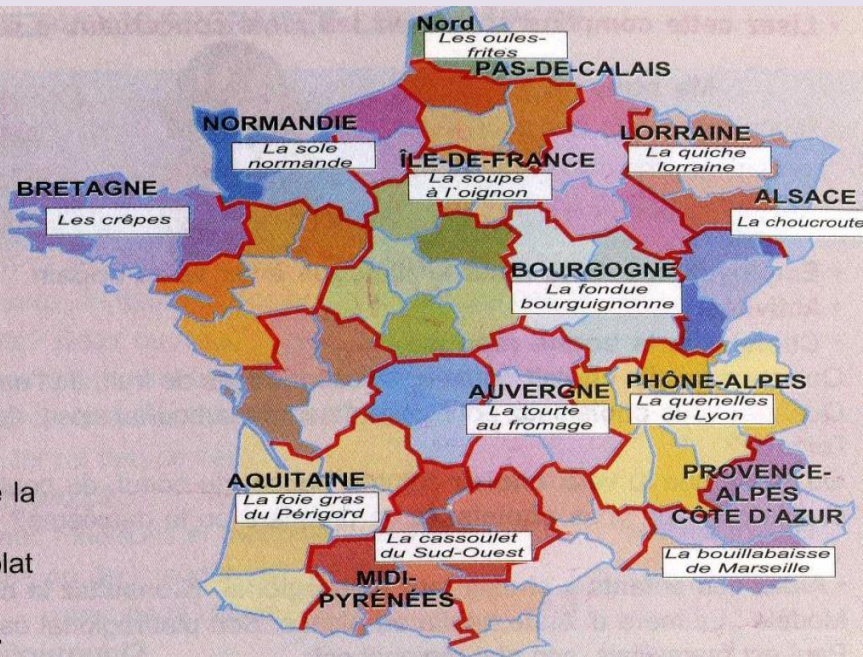 Lisez cette
Nord
Les oules-
frites
PAS-DE-CALAIS
NORMANDIE
La sole
normande
LORRAINE
La quiche
lorraine
ÎLE-DE-FRANCE
La soupe
à l`oignon
BRETAGNE
Les crêpes
ALSACE
La choucroute
BOURGOGNE
La fondue
bourguignonne
AUVERGNE
La tourte
au fromage
PHÔNE-ALPES
La quenelles
de Lyon
AQUITAINE
La foie gras
du Périgord
PROVENCE-
ALPES
CÔTE D`AZUR
La cassoulet
du Sud-Ouest
La bouillabaisse
de Marseille
MIDI-
PYRÉNÉES
la